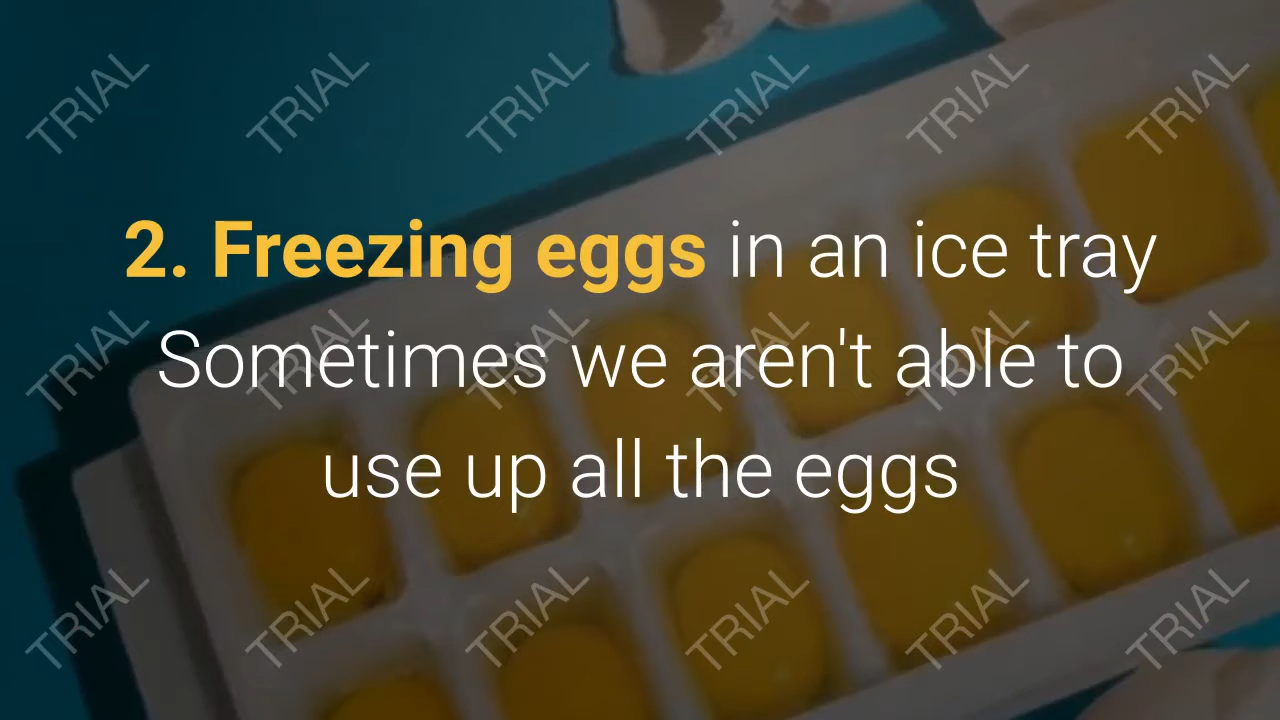 TRIAL TRIAL TRIAL TRIAL TRIAL TRIAL
2. Freezing eggs in an ice tray
TRIAL TRIAL TRIAL TRIAL TRIAL TRIAL
Sometimes we aren't able to
use up all the eggs
TRIAL TRIAL TRIAL TRIAL TRIAL TRIAL